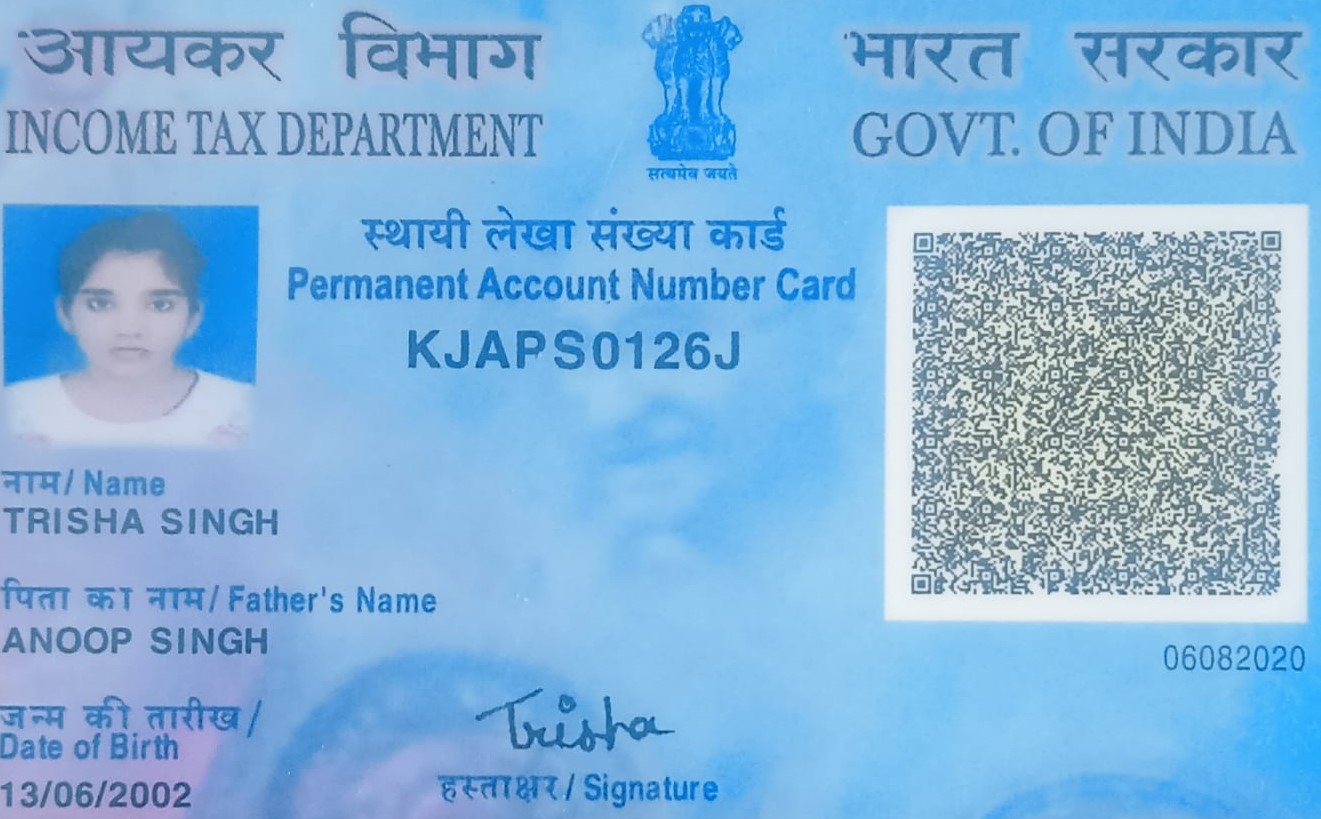 आयकर विभाग
INCOME TAX DEPARTMENT
सत्यमेव जयते
भारत सरकार
GOVT. OF INDIA
स्थायी लेखा संख्या कार्ड
Permanent Account Number Card
KJAPS0126J
नाम/ Name
TRISHA SINGH
पिता का नाम/ Father's Name
ANOOP SINGH
06082020
जन्म की तारीख/
Date of Birth
13/06/2002
Trisha
हस्ताक्षर/ Signature